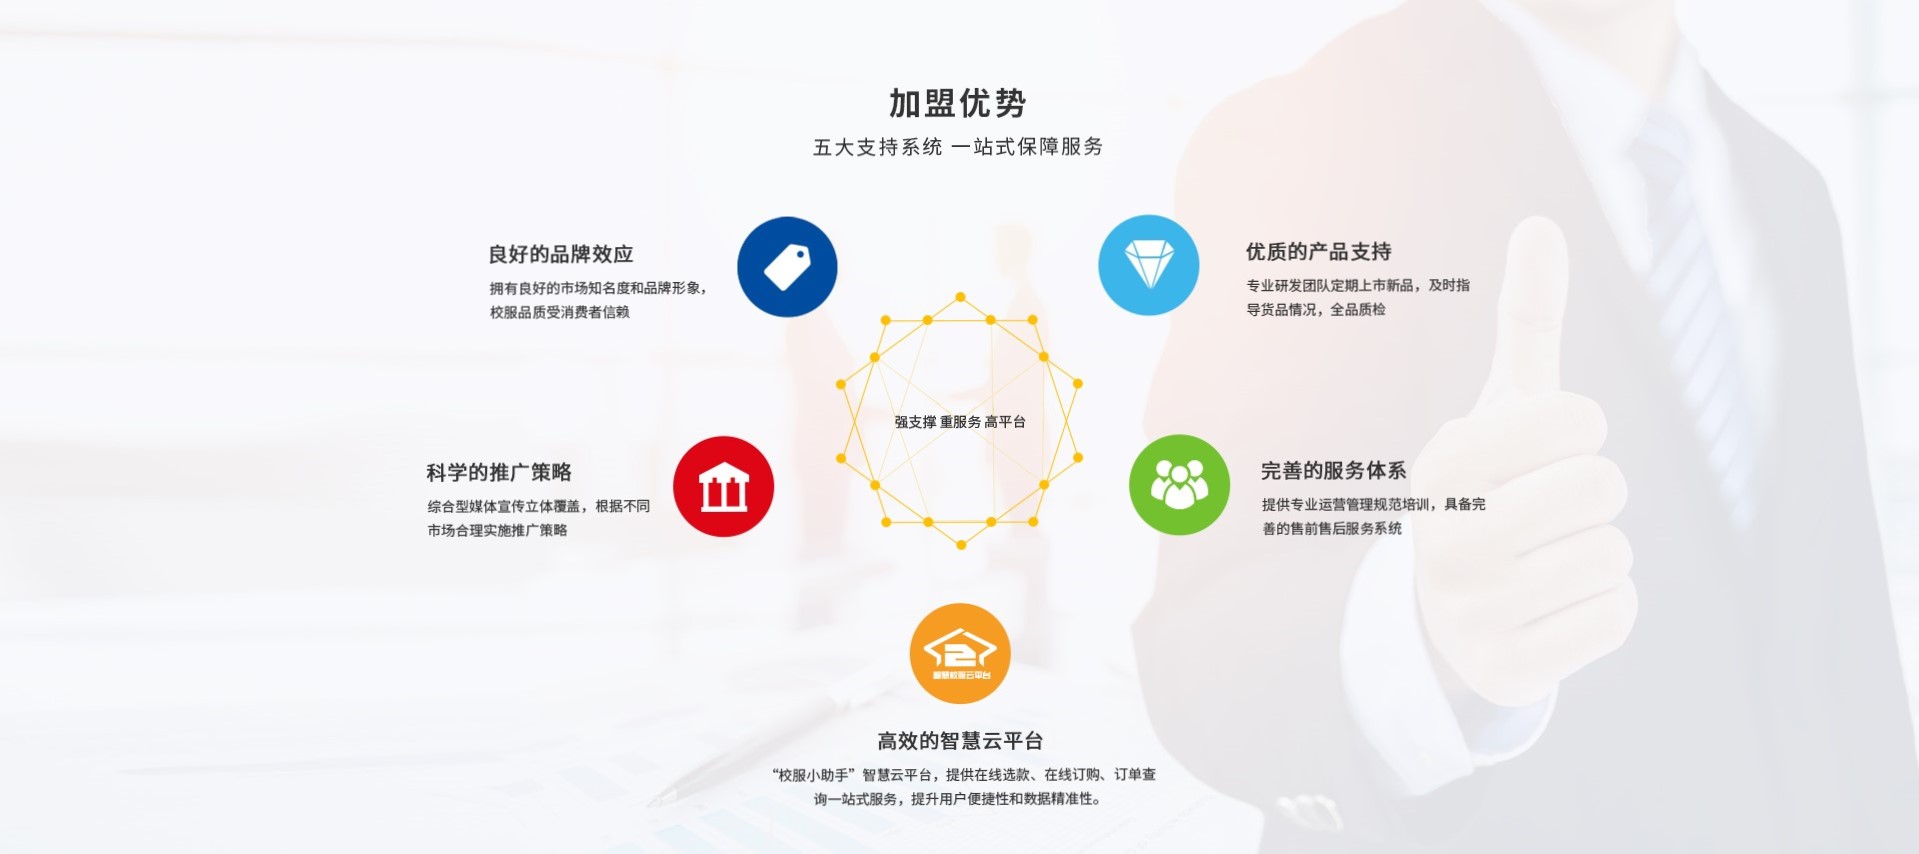 加盟优势
五大支持系统 一站式保障服务
良好的品牌效应
拥有良好的市场知名度和品牌形象，
校服品质受消费者信赖
优质的产品支持
专业研发团队定期上市新品，及时指
导货品情况，全品质检
强支撑 重服务 高平台
科学的推广策略
综合型媒体宣传立体覆盖，根据不同
市场合理实施推广策略
完善的服务体系
提供专业运营管理规范培训，具备完
善的售前售后服务系统
智慧校服云平台
高效的智慧云平台
“校服小助手”智慧云平台，提供在线选款、在线订购、订单查
询一站式服务，提升用户便捷性和数据精准性。